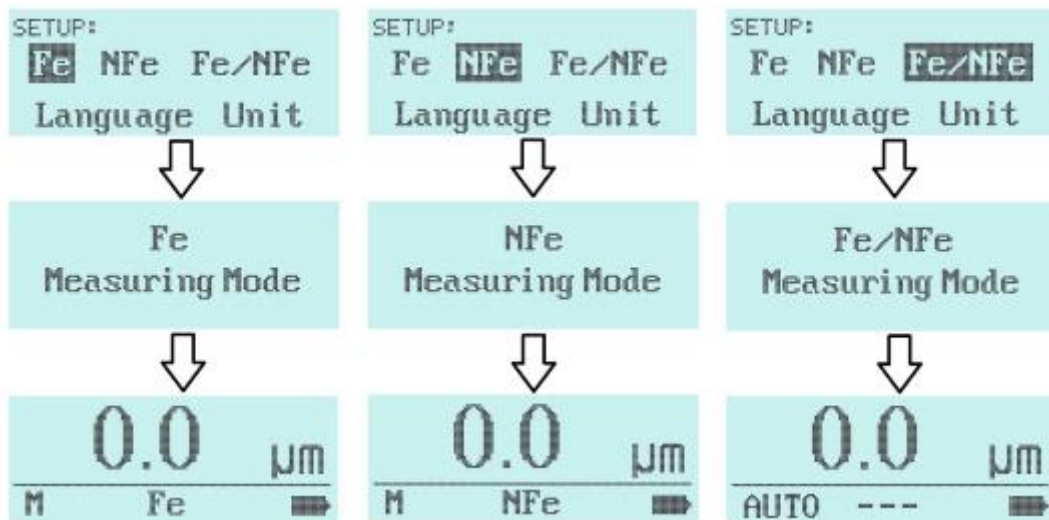 SETUP:
Fe NFe Fe/NFe
Language Unit
Fe
Measuring Mode
0.0 µm
M Fe
SETUP:
Fe NFe Fe/NFe
Language Unit
NFe
Measuring Mode
0.0 µm
M NFe
SETUP:
Fe NFe Fe/NFe
Language Unit
Fe/NFe
Measuring Mode
0.0 µm
AUTO ---